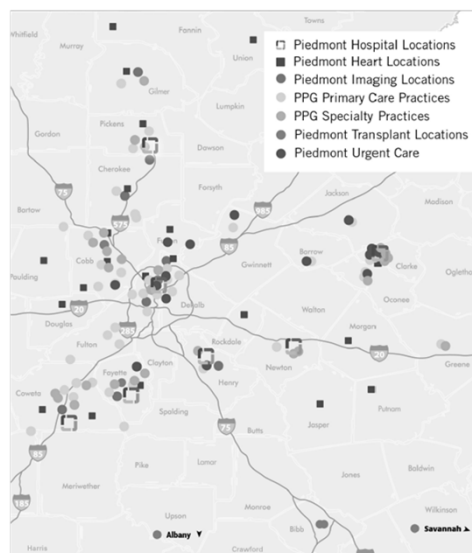 Towns
Whitfield
Fannin
Murray
Union
Piedmont Hospital Locations
Piedmont Heart Locations
Piedmont Imaging Locations
PPG Primary Care Practices
PPG Specialty Practices
Piedmont Transplant Locations
Piedmont Urgent Care
Gilmer
Lumpkin
Pickens
Gordon
Dawson
Cherokee
Forsyth
Jackson
Madison
75
Bartow
575
985
85
Cobb
Gwinnett
Barrow
Clarke
Paulding
Oconee
Dekalb
20
Walton
Douglas
285
Morgan
Fulton
Rockdale
20
Clayton
Newton
Greene
Fayette
Henry
Coweta
Spalding
Jasper
Putnam
75
Butts
85
Pike
Lamar
Jones
Baldwin
Meriwether
185
Monroe
Wilkinson
Upson
Bibb
Albany
Savannah
Harris
Crawford